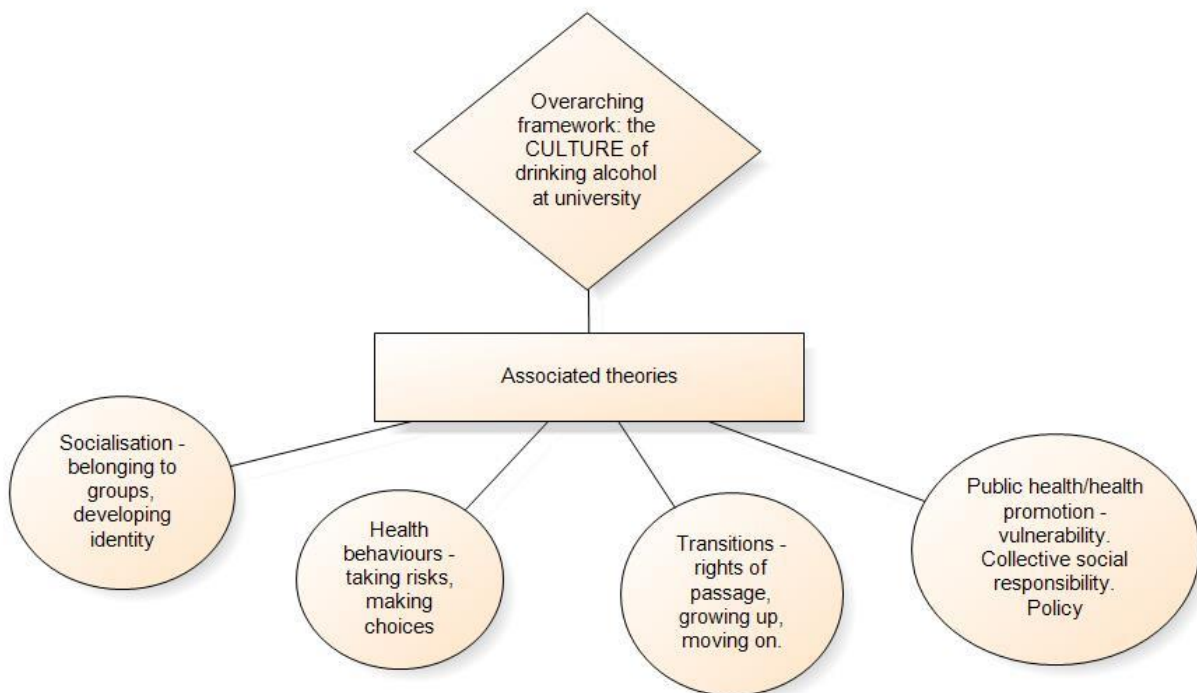 Overarching
framework: the
CULTURE of
drinking alcohol
at university
Associated theories
Socialisation -
belonging to
groups,
developing
identity
Health
behaviours -
taking risks,
making
choices
Transitions -
rights of
passage,
growing up,
moving on.
Public health/health
promotion -
vulnerability.
Collective social
responsibility.
Policy